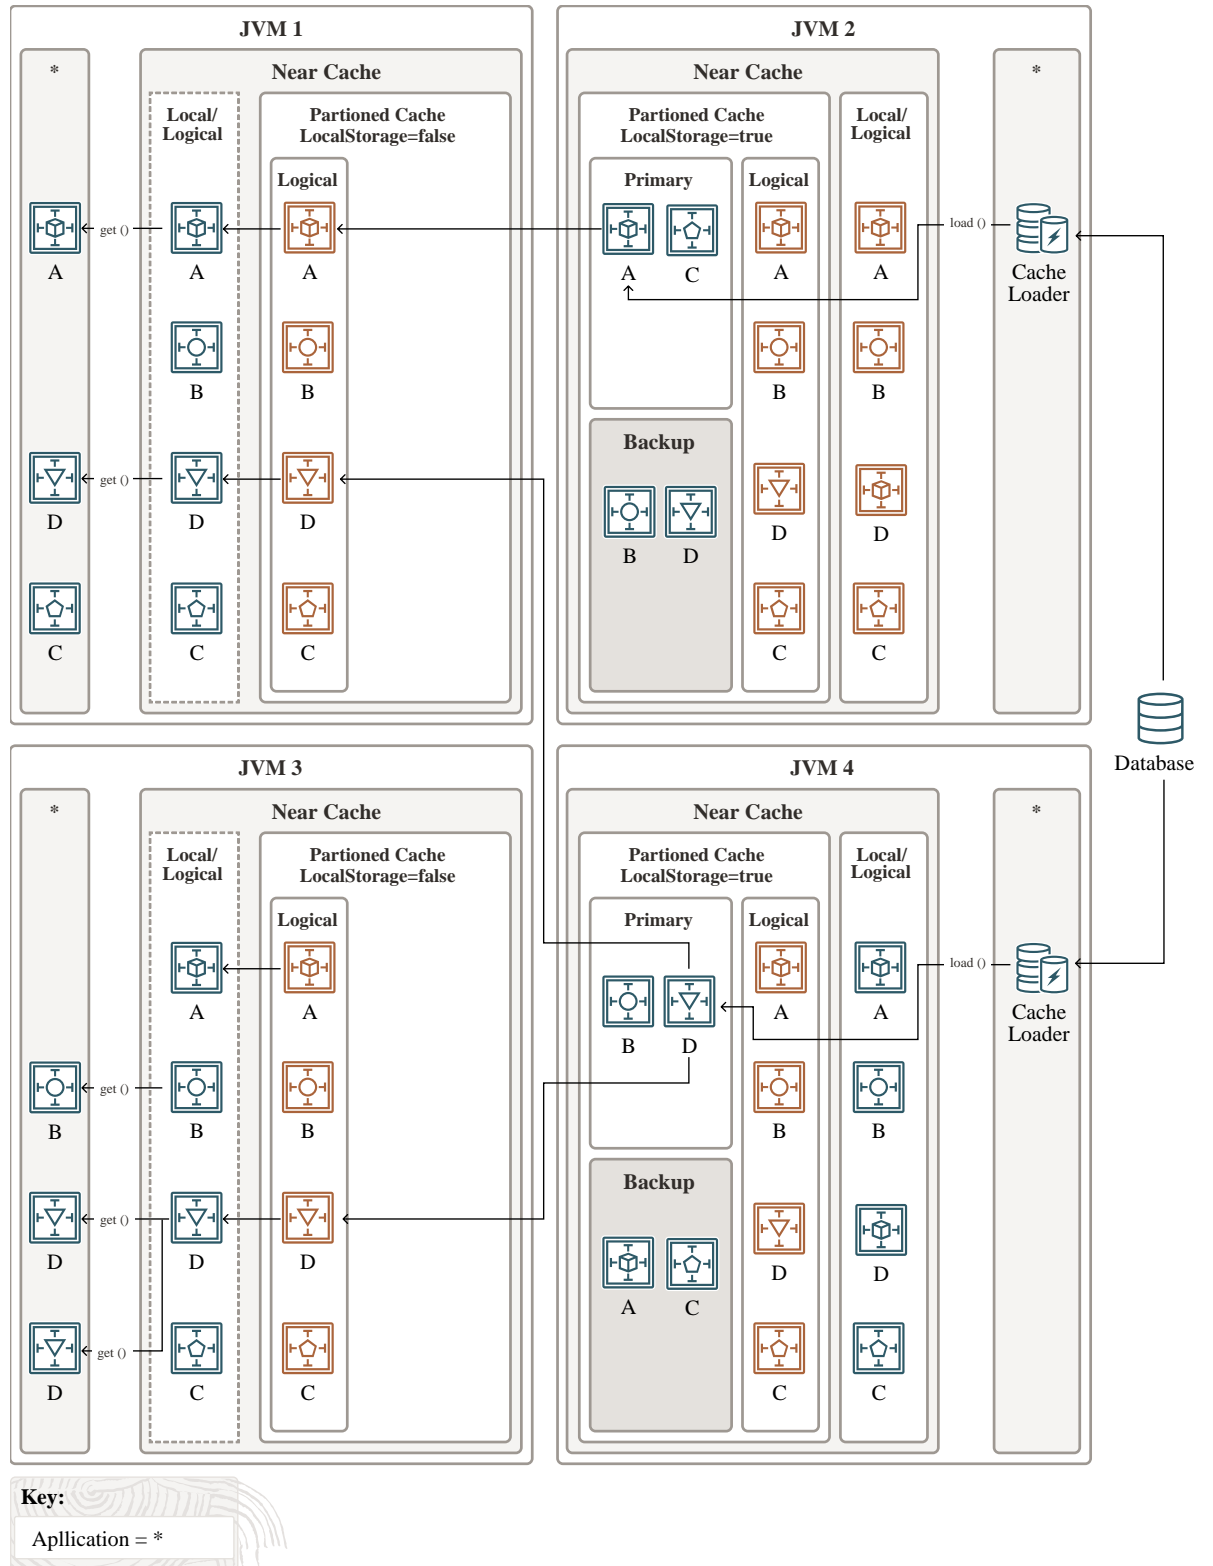 JVM 1
*
Near Cache
Local/
Logical
Partioned Cache
LocalStorage=false
Logical
A
get ()
A
A
B
B
D
get ()
D
D
C
C
C
JVM 2
Near Cache
*
Partioned Cache
LocalStorage=true
Local/
Logical
Primary
Logical
A
C
A
A
load ()
Cache
Loader
B
B
Backup
B
D
D
D
C
C
Database
JVM 3
*
Near Cache
Local/
Logical
Partioned Cache
LocalStorage=false
Logical
A
A
B
get ()
B
B
D
get ()
D
D
D
get ()
C
C
JVM 4
Near Cache
*
Partioned Cache
LocalStorage=true
Local/
Logical
Primary
Logical
B
D
A
A
load ()
Cache
Loader
B
B
Backup
A
C
D
D
C
C
Key:
Apllication = *